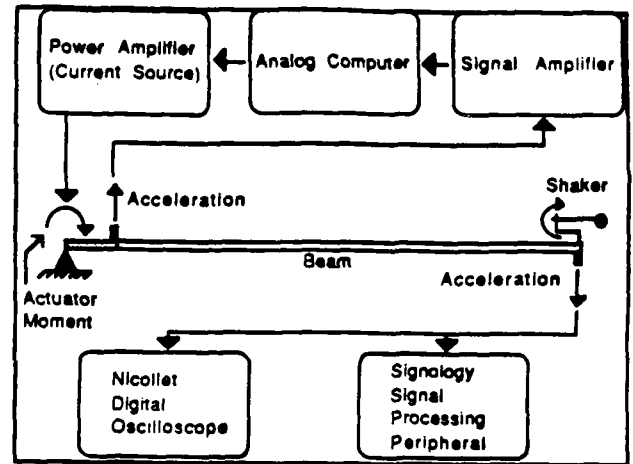 Power Amplifier
(Current Source)
Analog Computer
Signal Amplifier
Acceleration
Shaker
Beam
Acceleration
Actuator
Moment
Nicollet
Digital
Oscilloscope
Signology
Signal
Processing
Peripheral